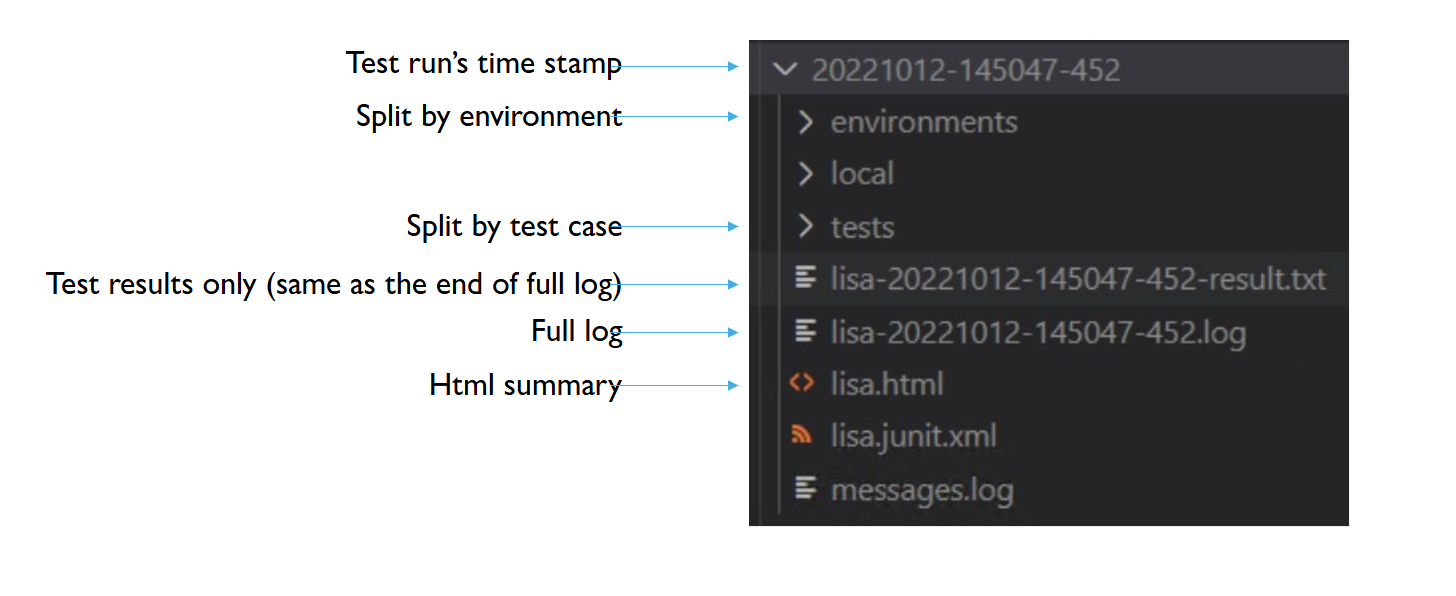 Test run’s time stamp
20221012-145047-452
Split by environment
environments
local
Split by test case
tests
Test results only (same as the end of full log)
lisa-20221012-145047-452-result.txt
Full log
lisa-20221012-145047-452.log
Html summary
lisa.html
lisa.junit.xml
messages.log